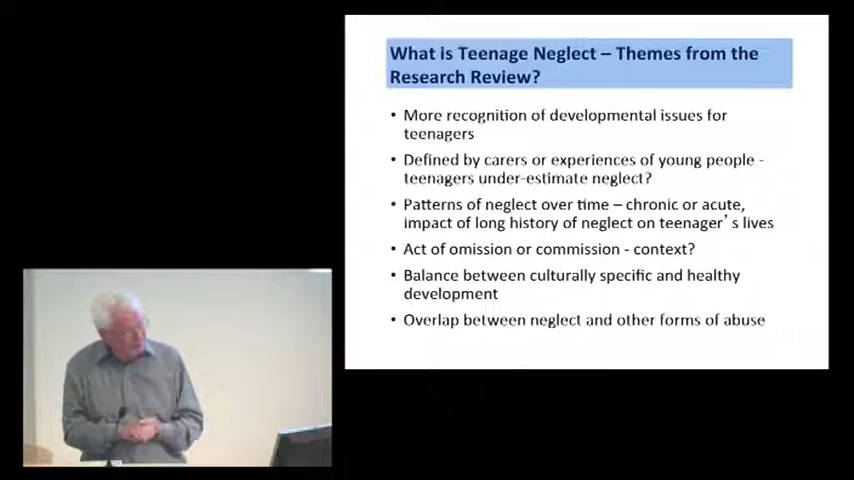 What is Teenage Neglect – Themes from the
Research Review?
• More recognition of developmental issues for
teenagers
• Defined by carers or experiences of young people -
teenagers under-estimate neglect?
• Patterns of neglect over time – chronic or acute,
impact of long history of neglect on teenager's lives
• Act of omission or commission - context?
• Balance between culturally specific and healthy
development
• Overlap between neglect and other forms of abuse